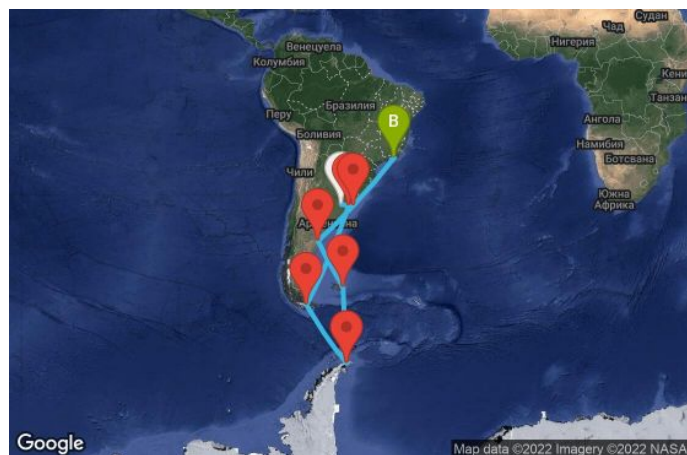 Судан
Чад
Нигерия
Венецуела
Колумбия
Кени
Танзан
Бразилия
Перу
B
Ангола
Боливия
Намибия
Ботсвана
Чили
Южна
Африка
Google
Map data ©2022 Imagery ©2022 NASA